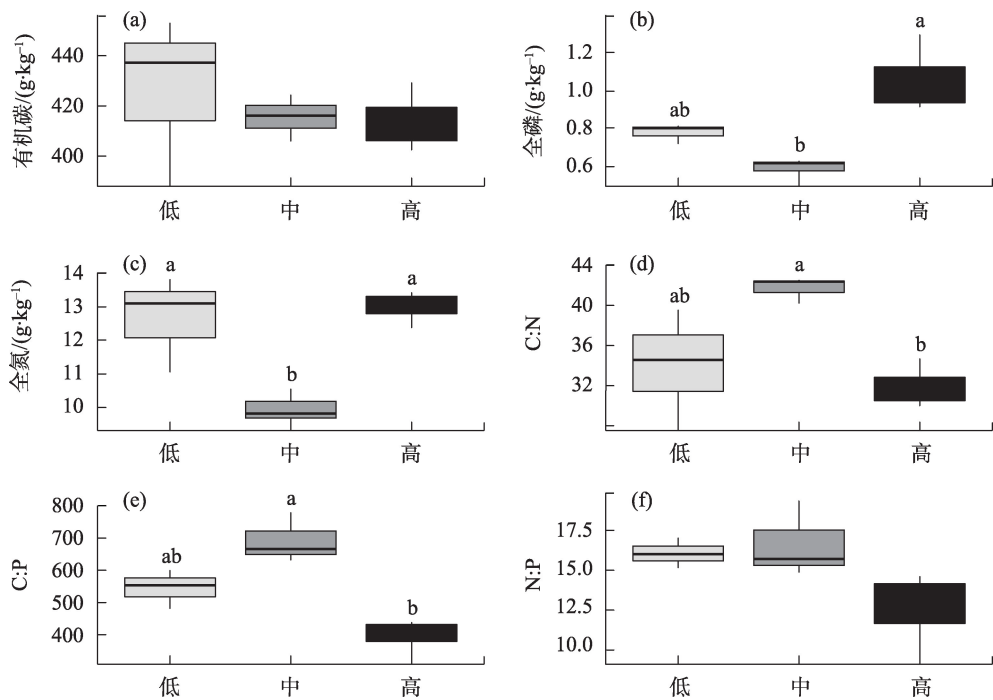 (a)
有机碳/(g·kg⁻¹)
440
420
400
低 中 高
(b)
全磷/(g·kg⁻¹)
1.2
1.0
0.8
0.6
ab
b
a
低 中 高
(c)
全氮/(g·kg⁻¹)
14
13
12
11
10
a
b
a
低 中 高
(d)
C:N
44
40
36
32
ab
a
b
低 中 高
(e)
C:P
800
700
600
500
400
ab
a
b
低 中 高
(f)
N:P
17.5
15.0
12.5
10.0
低 中 高